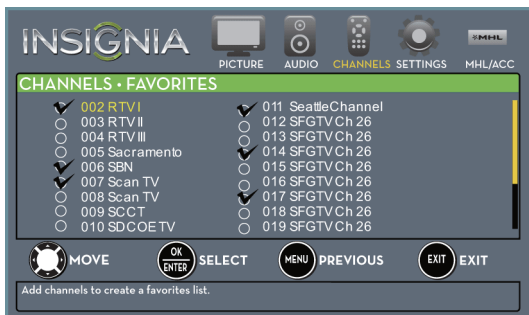 INSIGNIA
PICTURE AUDIO CHANNELS SETTINGS MHL/ACC
MHL
CHANNELS • FAVORITES
002 RTV I
003 RTV II
004 RTV III
005 Sacramento
006 SBN
007 Scan TV
008 Scan TV
009 SCCT
010 SDCOETV
011 SeattleChannel
012 SFGTV Ch 26
013 SFGTV Ch 26
014 SFGTV Ch 26
015 SFGTV Ch 26
016 SFGTV Ch 26
017 SFGTV Ch 26
018 SFGTV Ch 26
019 SFGTV Ch 26
MOVE
OK
ENTER
SELECT
MENU PREVIOUS
EXIT EXIT
Add channels to create a favorites list.